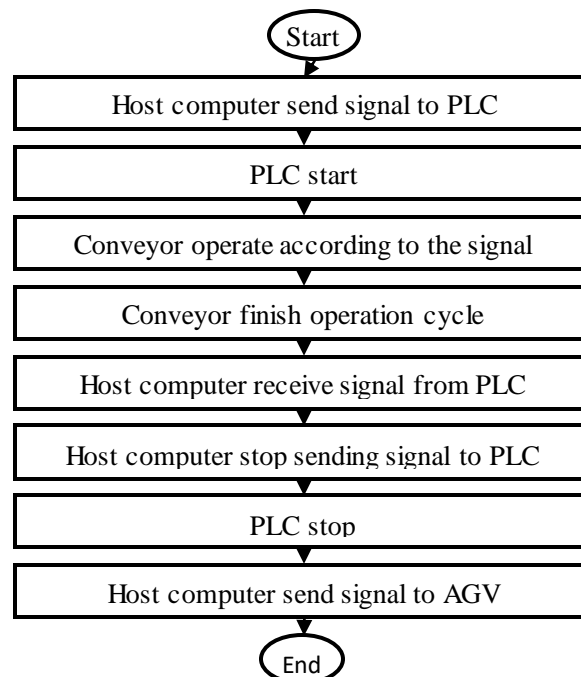 Start
Host computer send signal to PLC
PLC start
Conveyor operate according to the signal
Conveyor finish operation cycle
Host computer receive signal from PLC
Host computer stop sending signal to PLC
PLC stop
Host computer send signal to AGV
End